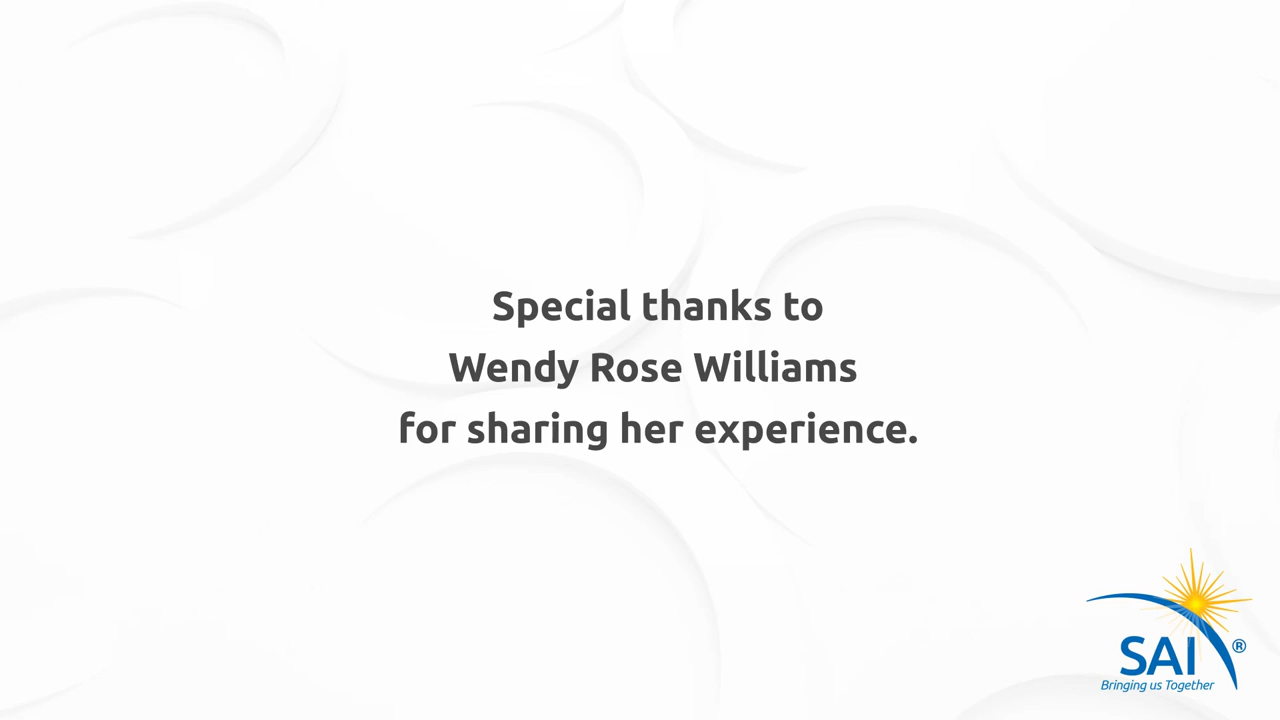 Special thanks to
Wendy Rose Williams
for sharing her experience.
SAI®
Bringing us Together